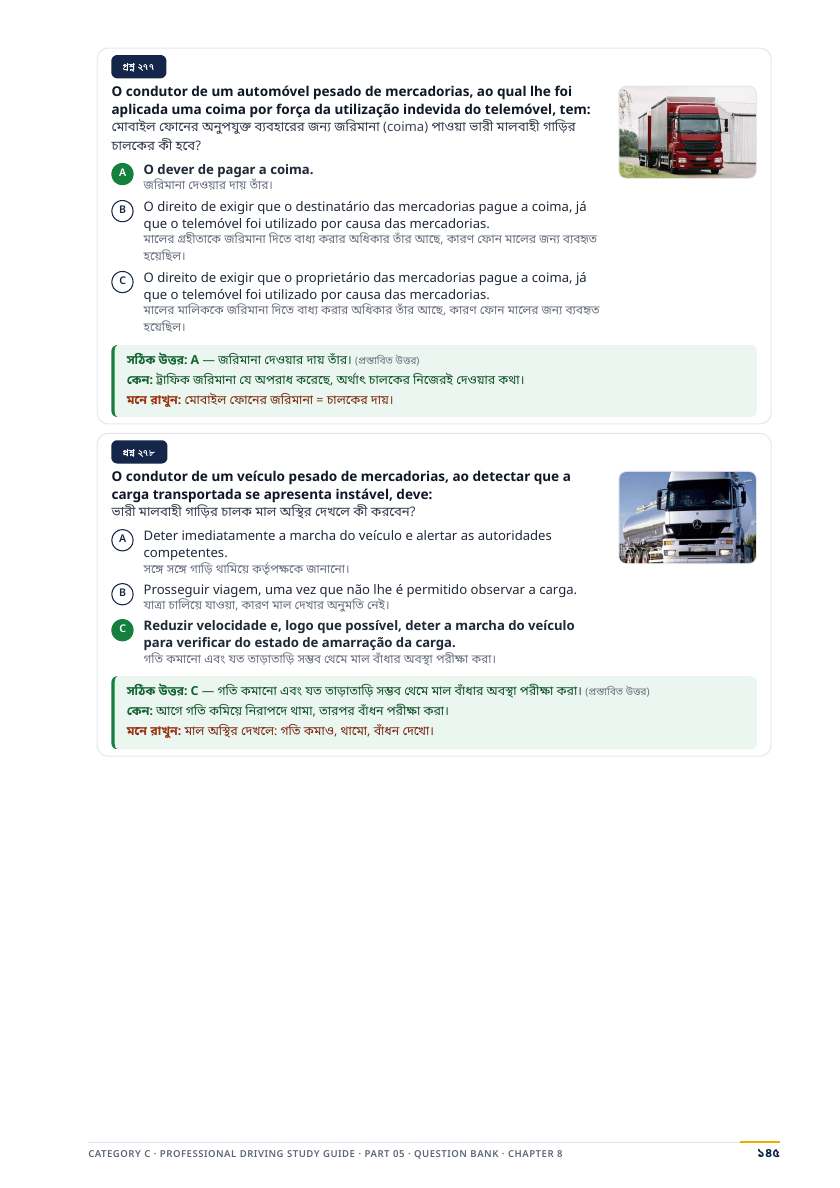 প্রশ্ন ২৭৭
O condutor de um automóvel pesado de mercadorias, ao qual lhe foi
aplicada uma coima por força da utilização indevida do telemóvel, tem:
মোবাইল ফোনের অনুপযুক্ত ব্যবহারের জন্য জরিমানা (coima) পাওয়া ভারী মালবাহী গাড়ির
চালকের কী হবে?
A O dever de pagar a coima.
জরিমানা দেওয়ার দায় তাঁর।
B O direito de exigir que o destinatário das mercadorias pague a coima, já
que o telemóvel foi utilizado por causa das mercadorias.
মালের গ্রহীতাকে জরিমানা দিতে বাধ্য করার অধিকার তাঁর আছে, কারণ ফোন মালের জন্য ব্যবহৃত
হয়েছিল।
C O direito de exigir que o proprietário das mercadorias pague a coima, já
que o telemóvel foi utilizado por causa das mercadorias.
মালের মালিককে জরিমানা দিতে বাধ্য করার অধিকার তাঁর আছে, কারণ ফোন মালের জন্য ব্যবহৃত
হয়েছিল।
সঠিক উত্তর: A — জরিমানা দেওয়ার দায় তাঁর। (প্রস্তাবিত উত্তর)
কেন: ট্রাফিক জরিমানা যে অপরাধ করেছে, অর্থাৎ চালকের নিজেরই দেওয়ার কথা।
মনে রাখুন: মোবাইল ফোনের জরিমানা = চালকের দায়।
প্রশ্ন ২৭৮
O condutor de um veículo pesado de mercadorias, ao detectar que a
carga transportada se apresenta instável, deve:
ভারী মালবাহী গাড়ির চালক মাল অস্থির দেখলে কী করবেন?
A Deter imediatamente a marcha do veículo e alertar as autoridades
competentes.
সঙ্গে সঙ্গে গাড়ি থামিয়ে কর্তৃপক্ষকে জানানো।
B Prosseguir viagem, uma vez que não lhe é permitido observar a carga.
যাত্রা চালিয়ে যাওয়া, কারণ মাল দেখার অনুমতি নেই।
C Reduzir velocidade e, logo que possível, deter a marcha do veículo
para verificar do estado de amarração da carga.
গতি কমানো এবং যত তাড়াতাড়ি সম্ভব থেমে মাল বাঁধার অবস্থা পরীক্ষা করা।
সঠিক উত্তর: C — গতি কমানো এবং যত তাড়াতাড়ি সম্ভব থেমে মাল বাঁধার অবস্থা পরীক্ষা করা। (প্রস্তাবিত উত্তর)
কেন: আগে গতি কমিয়ে নিরাপদে থামা, তারপর বাঁধন পরীক্ষা করা।
মনে রাখুন: মাল অস্থির দেখলে: গতি কমাও, থামো, বাঁধন দেখো।
CATEGORY C · PROFESSIONAL DRIVING STUDY GUIDE · PART 05 · QUESTION BANK · CHAPTER 8
১৪৫